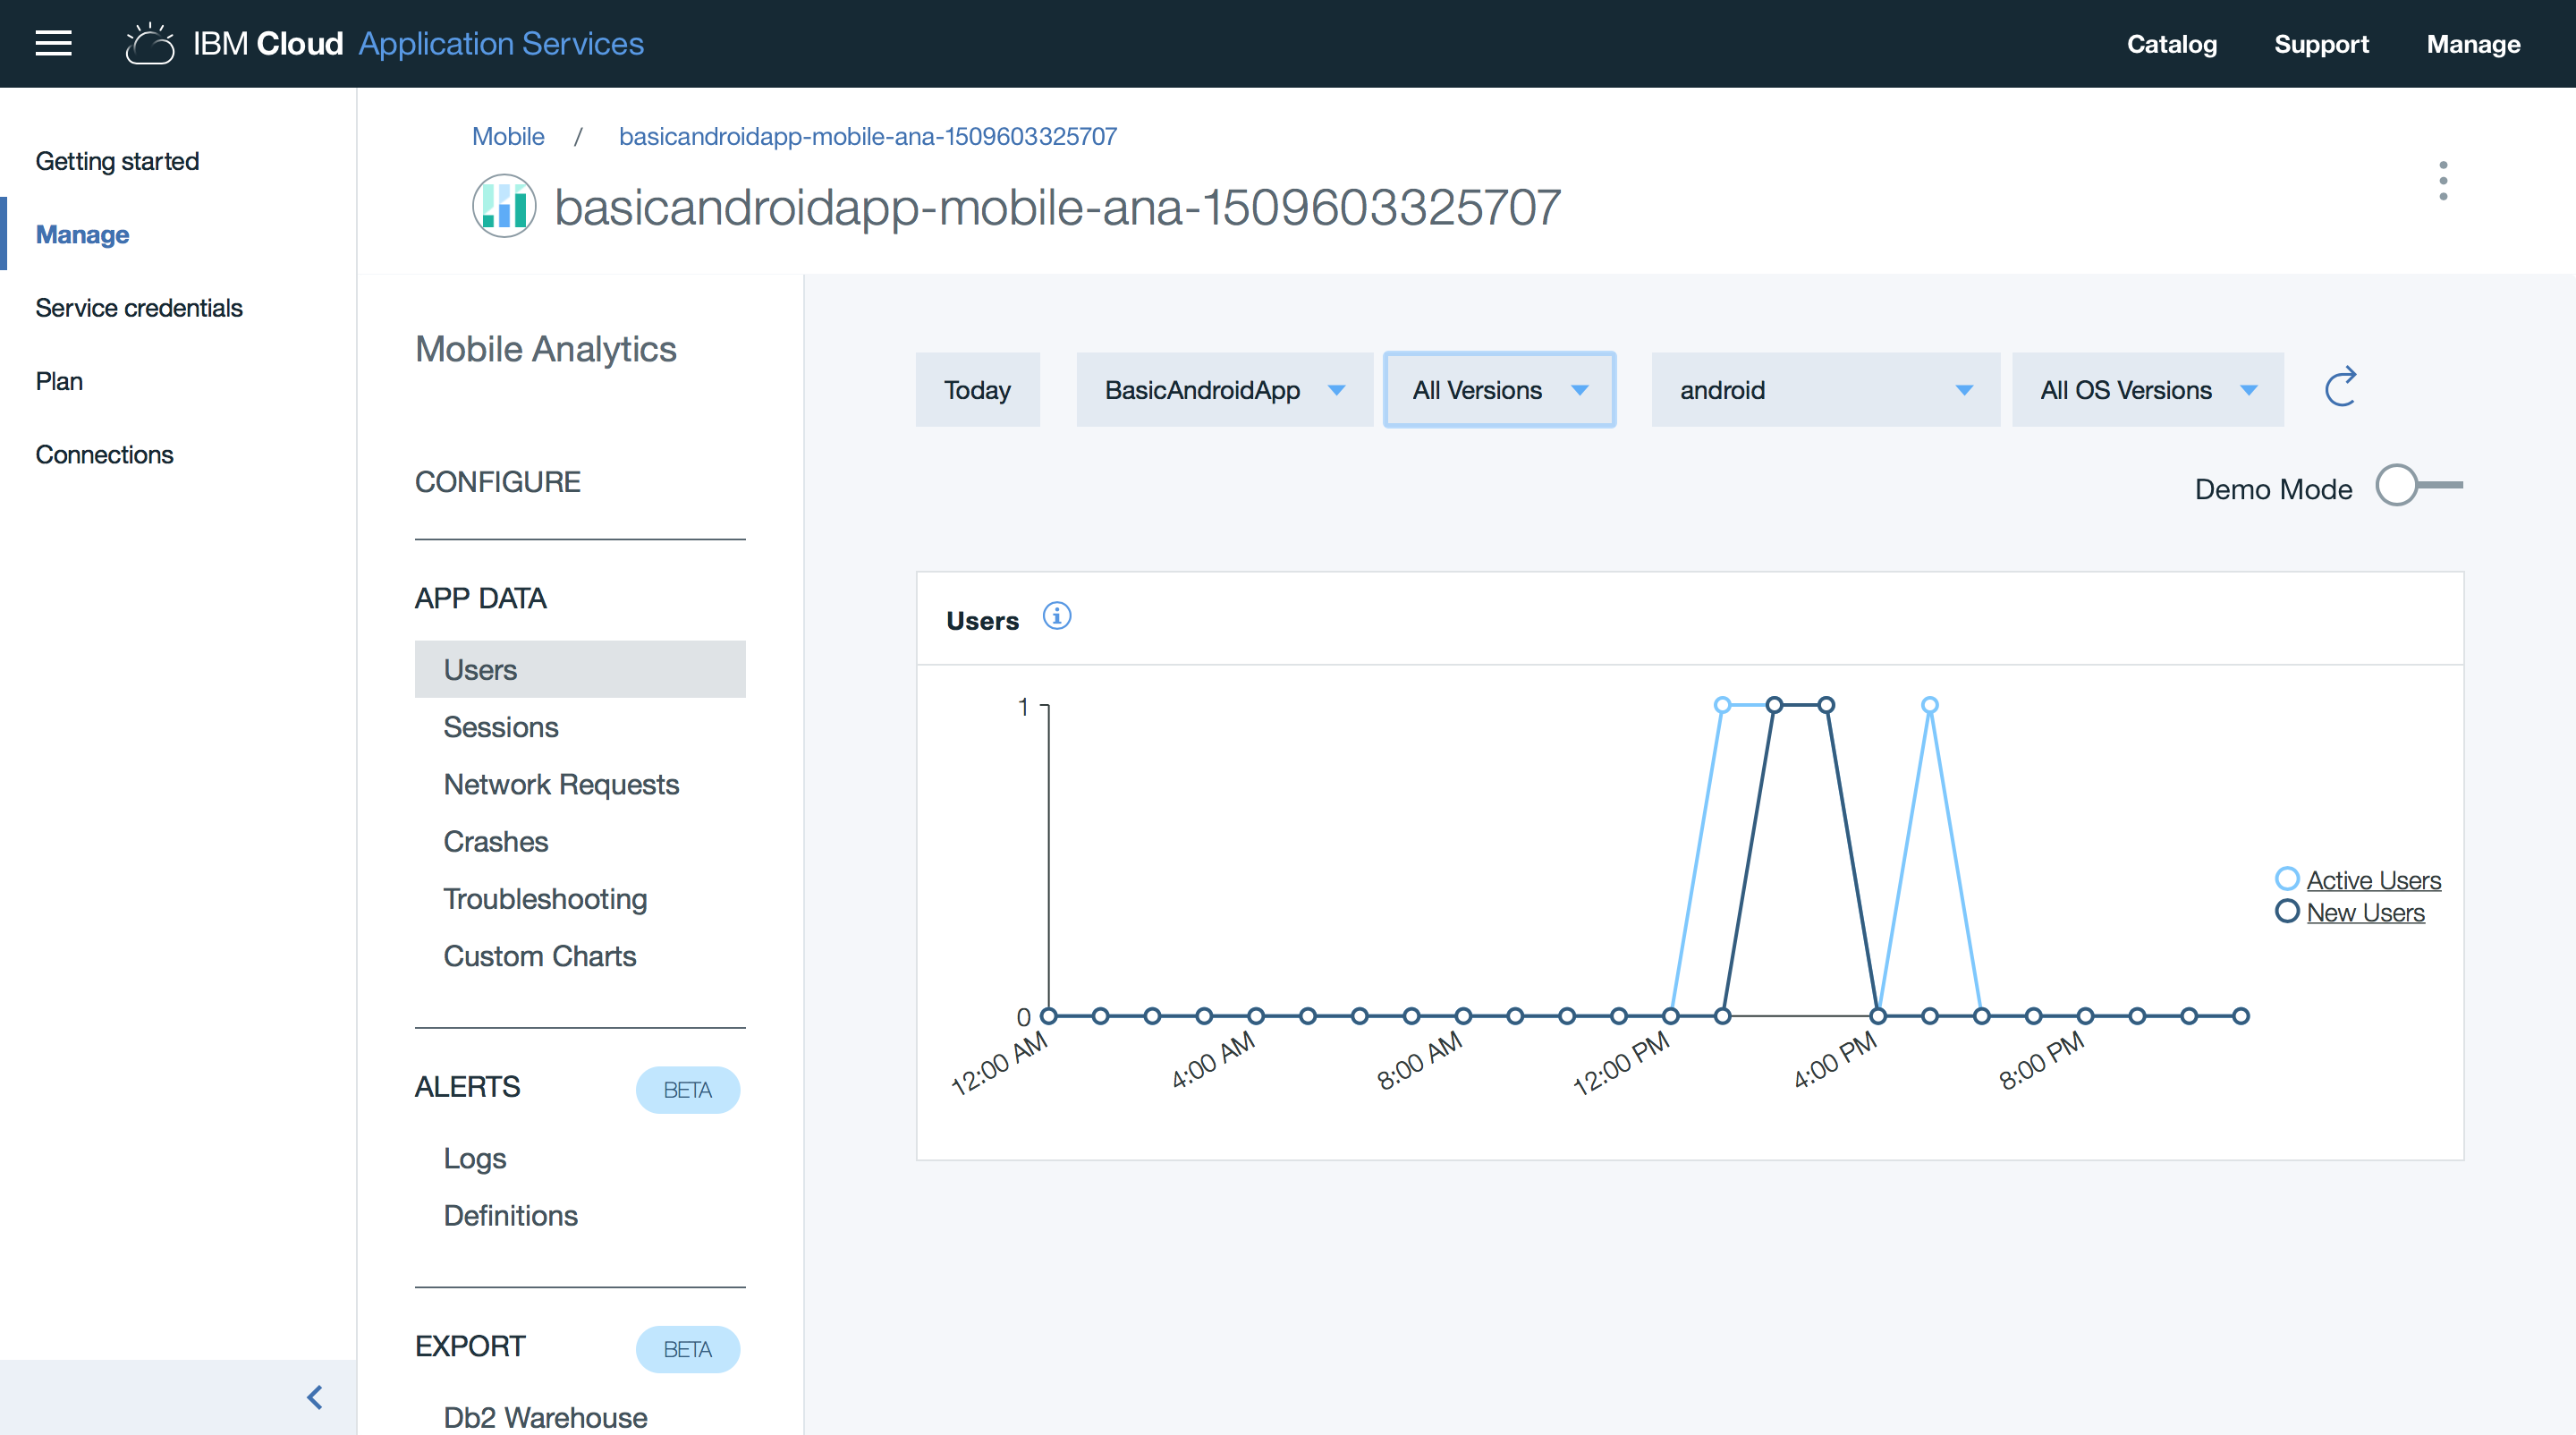 IBM Cloud Application Services
Catalog
Support
Manage
Getting started
Manage
Service credentials
Plan
Connections
Mobile / basicandroidapp-mobile-ana-1509603325707
basicandroidapp-mobile-ana-1509603325707
Mobile Analytics
CONFIGURE
APP DATA
Users
Sessions
Network Requests
Crashes
Troubleshooting
Custom Charts
ALERTS BETA
Logs
Definitions
EXPORT BETA
Db2 Warehouse
Today
BasicAndroidApp
All Versions
android
All OS Versions
Demo Mode
Users
1
0
12:00 AM
4:00 AM
8:00 AM
12:00 PM
4:00 PM
8:00 PM
Active Users
New Users